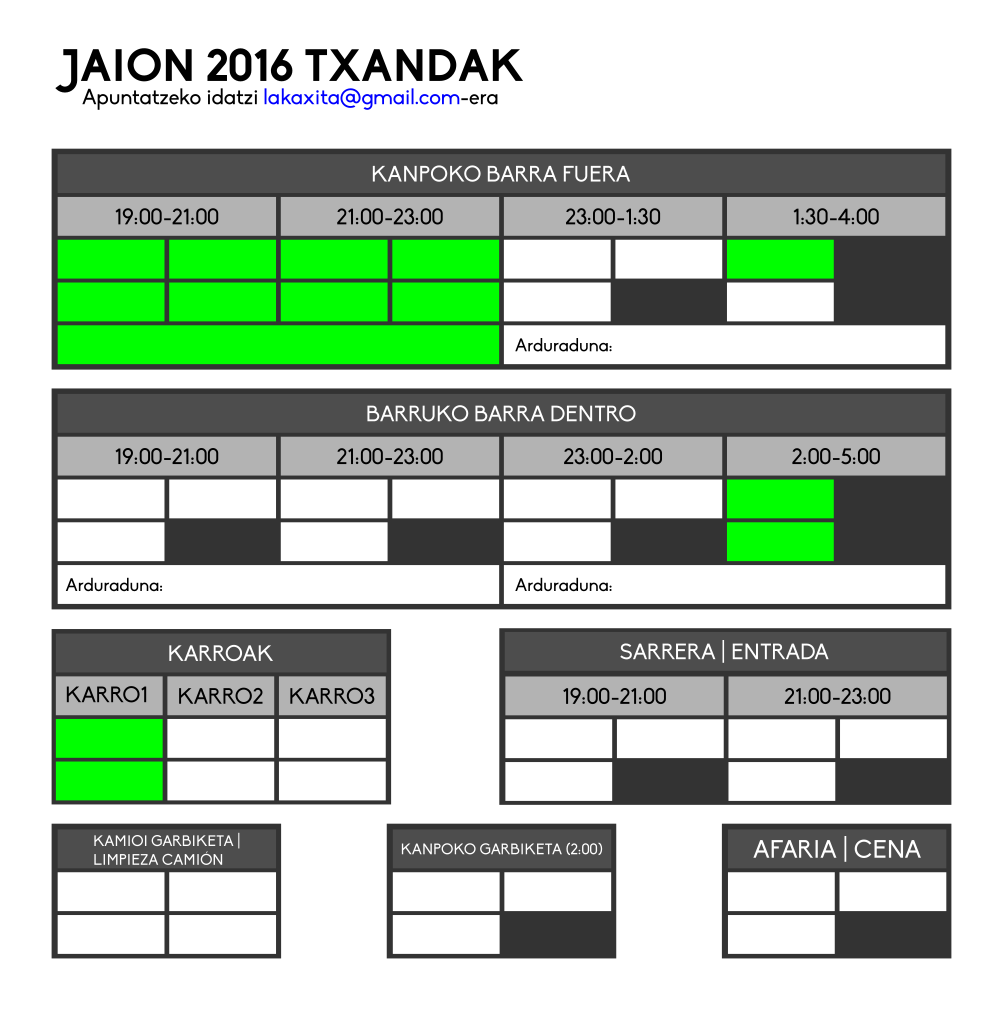 JAION 2016 TXANDAK
Apuntatzeko idatzi lakaxita@gmail.com-era
KANPOKO BARRA FUERA
19:00-21:00 21:00-23:00 23:00-1:30 1:30-4:00
Arduraduna:
BARRUKO BARRA DENTRO
19:00-21:00 21:00-23:00 23:00-2:00 2:00-5:00
Arduraduna: Arduraduna:
KARROAK
KARRO1 KARRO2 KARRO3
SARRERA | ENTRADA
19:00-21:00 21:00-23:00
KAMIOI GARBIKETA |
LIMPIEZA CAMIÓN
KANPOKO GARBIKETA (2:00)
AFARIA | CENA